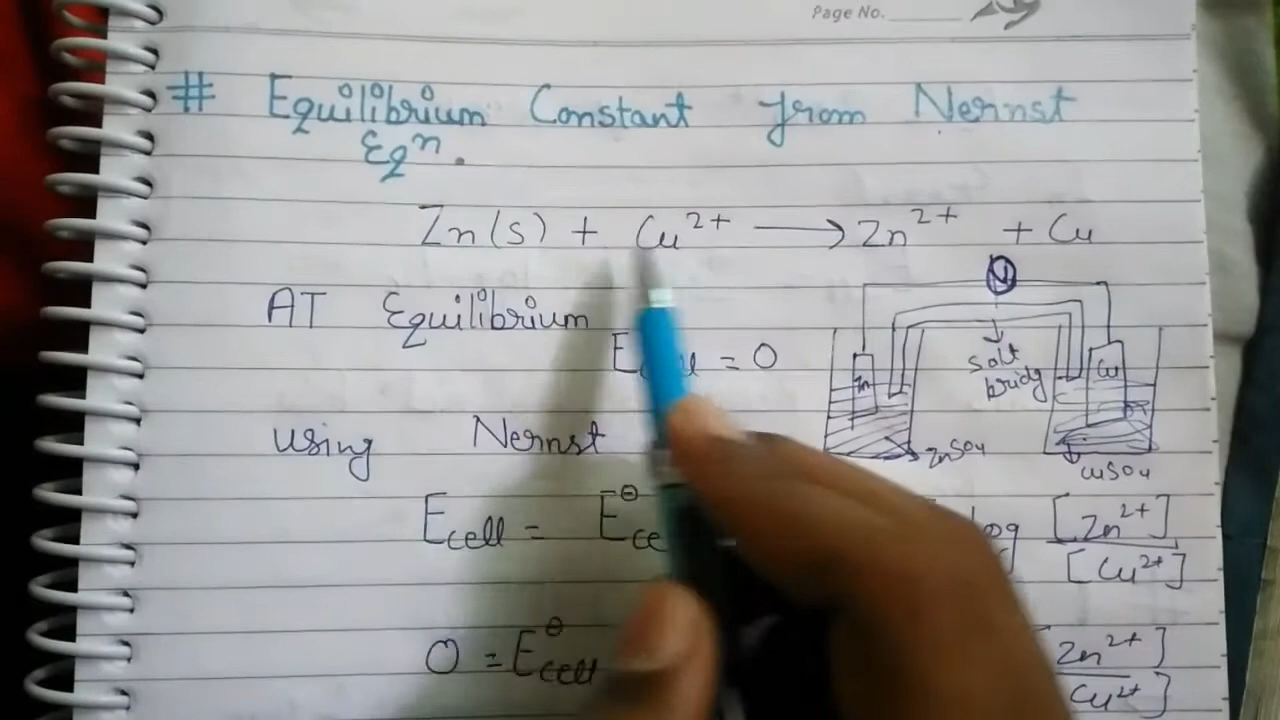 Page No.
# Equilibrium Constant from Nernst
Eqⁿ.
Zn(s) + Cu²⁺ ⟶ Zn²⁺ + Cu
AT Equilibrium
= 0
V
salt
bridg
Zn
Cu
ZnSO4
CuSO4
using Nernst
Ecell = E⊖ce log [Zn²⁺]
[Cu²⁺]
0 = E⊖cell [Zn²⁺]
Cu²⁺]